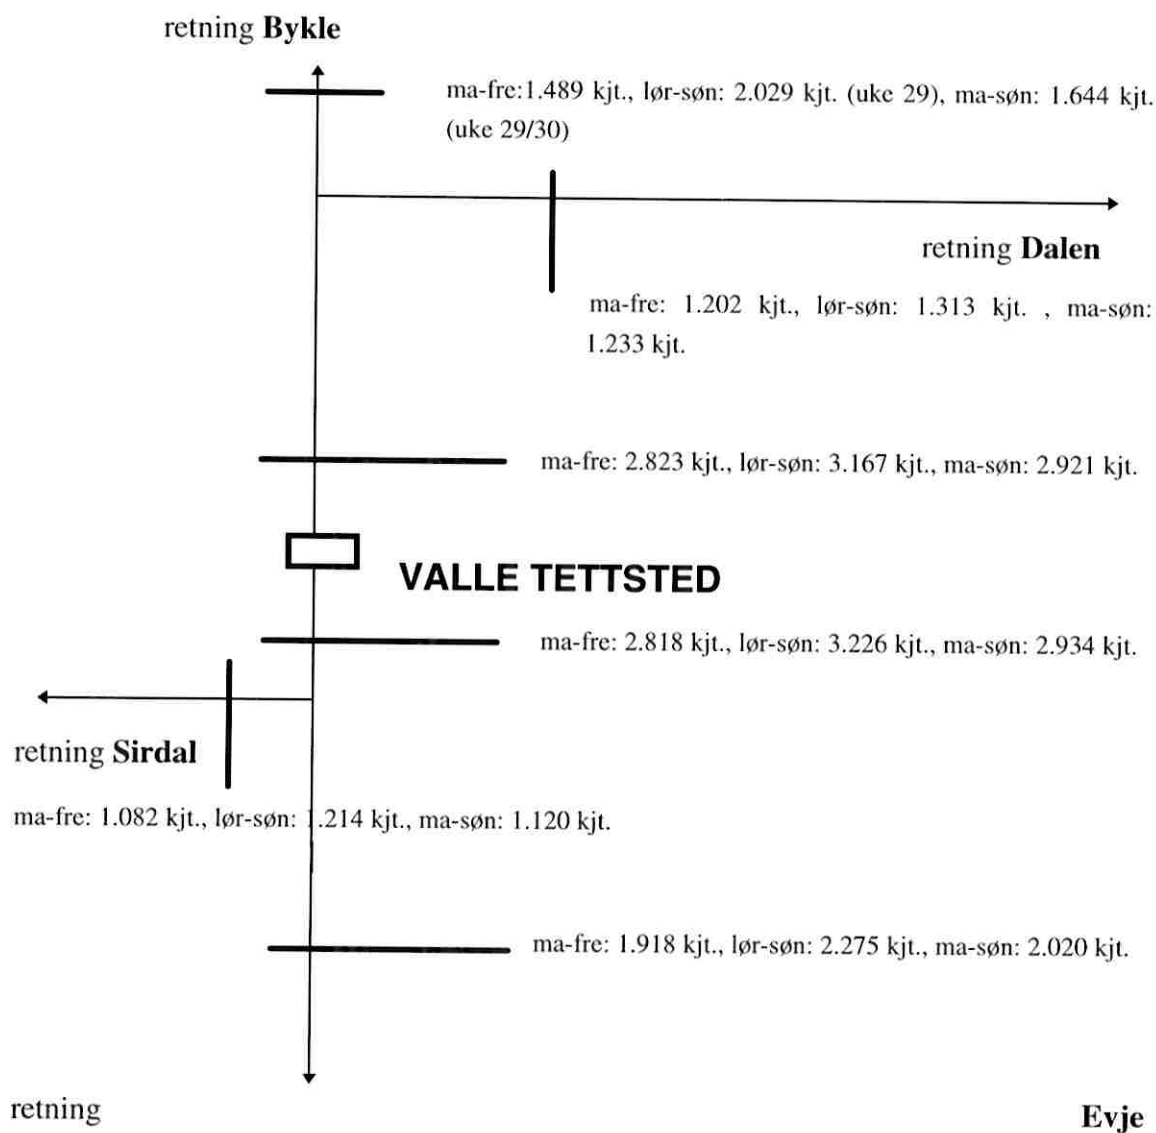 retning Bykle
ma-fre:1.489 kjt., lør-søn: 2.029 kjt. (uke 29), ma-søn: 1.644 kjt.
(uke 29/30)
retning Dalen
ma-fre: 1.202 kjt., lør-søn: 1.313 kjt. , ma-søn:
1.233 kjt.
ma-fre: 2.823 kjt., lør-søn: 3.167 kjt., ma-søn: 2.921 kjt.
VALLE TETTSTED
ma-fre: 2.818 kjt., lør-søn: 3.226 kjt., ma-søn: 2.934 kjt.
retning Sirdal
ma-fre: 1.082 kjt., lør-søn: 1.214 kjt., ma-søn: 1.120 kjt.
ma-fre: 1.918 kjt., lør-søn: 2.275 kjt., ma-søn: 2.020 kjt.
retning Evje